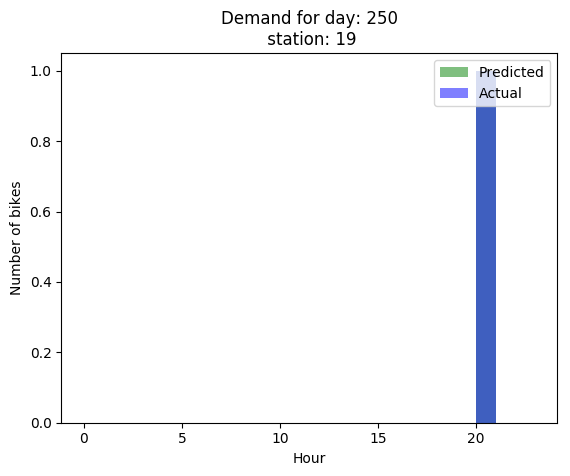 Demand for day: 250
station: 19
Predicted
Actual
1.0
0.8
0.6
0.4
0.2
0.0
Number of bikes
0
5
10
15
20
Hour